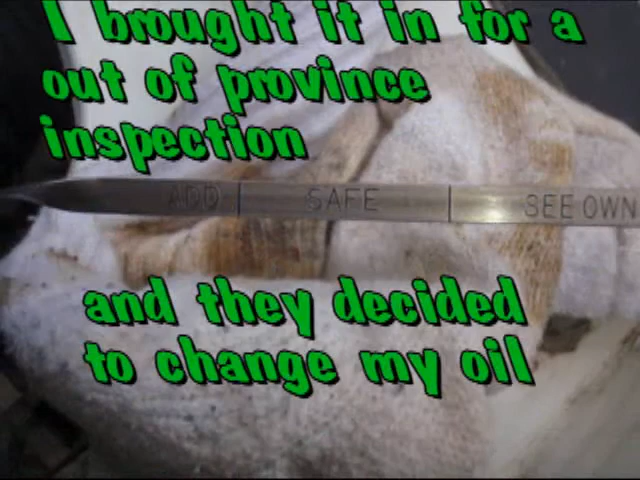 I brought it in for a
out of province
inspection
ADD SAFE SEE OWN
and they decided
to change my oil